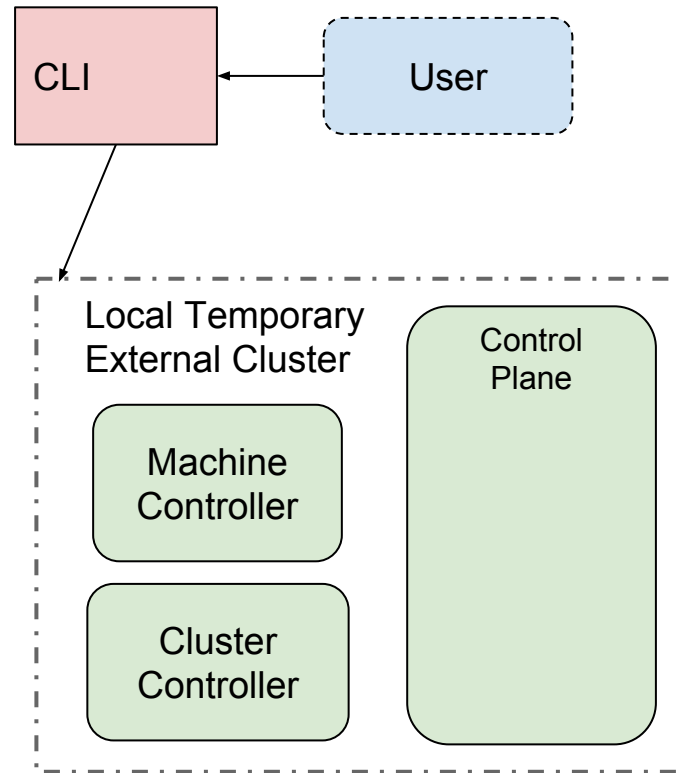 CLI
User
Local Temporary
External Cluster
Control
Plane
Machine
Controller
Cluster
Controller